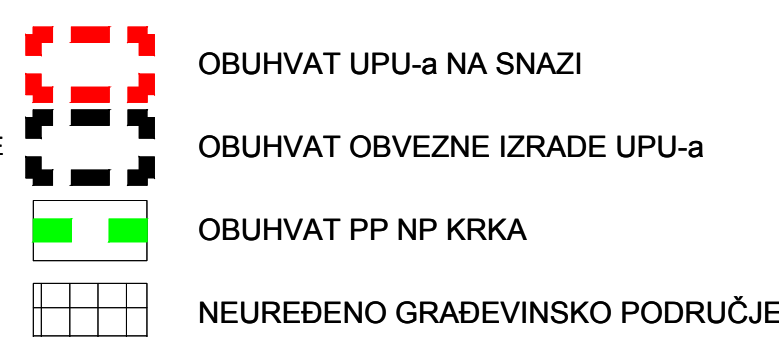 OBUHVAT UPU-a NA SNAZI
E
OBUHVAT OBVEZNE IZRADE UPU-a
OBUHVAT PP NP KRKA
NEUREĐENO GRAĐEVINSKO PODRUČJE